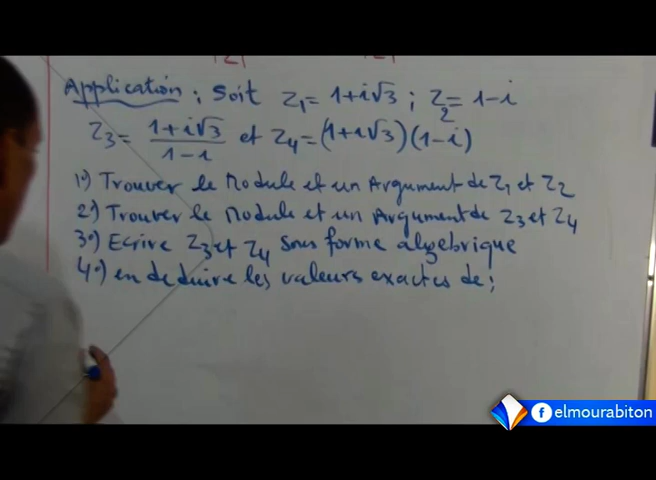 Application : Soit Z₁ = 1+i√3 ; Z₂ = 1-i
Z₃ = (1+i√3)/(1-i) et Z₄ = (1+i√3)(1-i)
1°) Trouver le Module et un Argument de Z₁ et Z₂
2°) Trouver le Module et un Argument de Z₃ et Z₄
3°) Ecrire Z₃ et Z₄ sous forme algebrique
4°) en deduire les valeurs exactes de :
elmourabiton